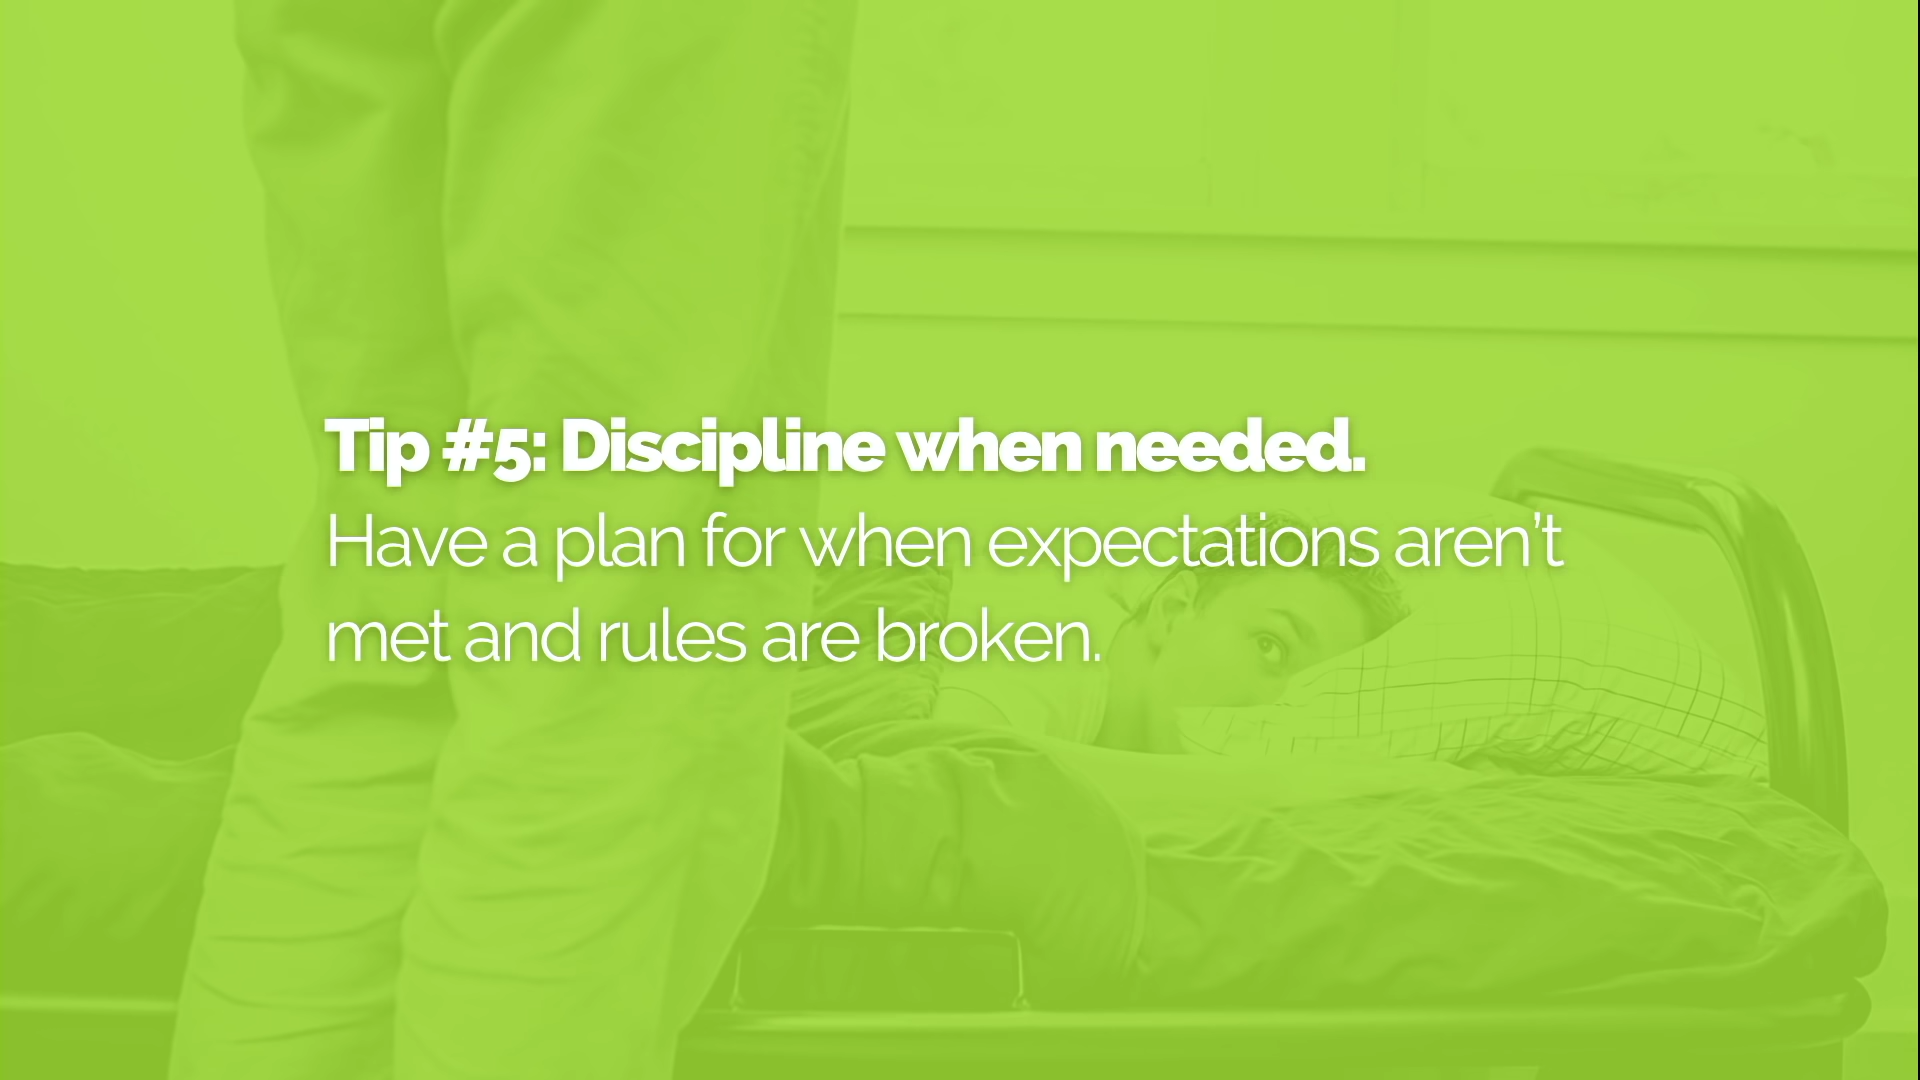 Tip #5: Discipline when needed.
Have a plan for when expectations aren’t
met and rules are broken.